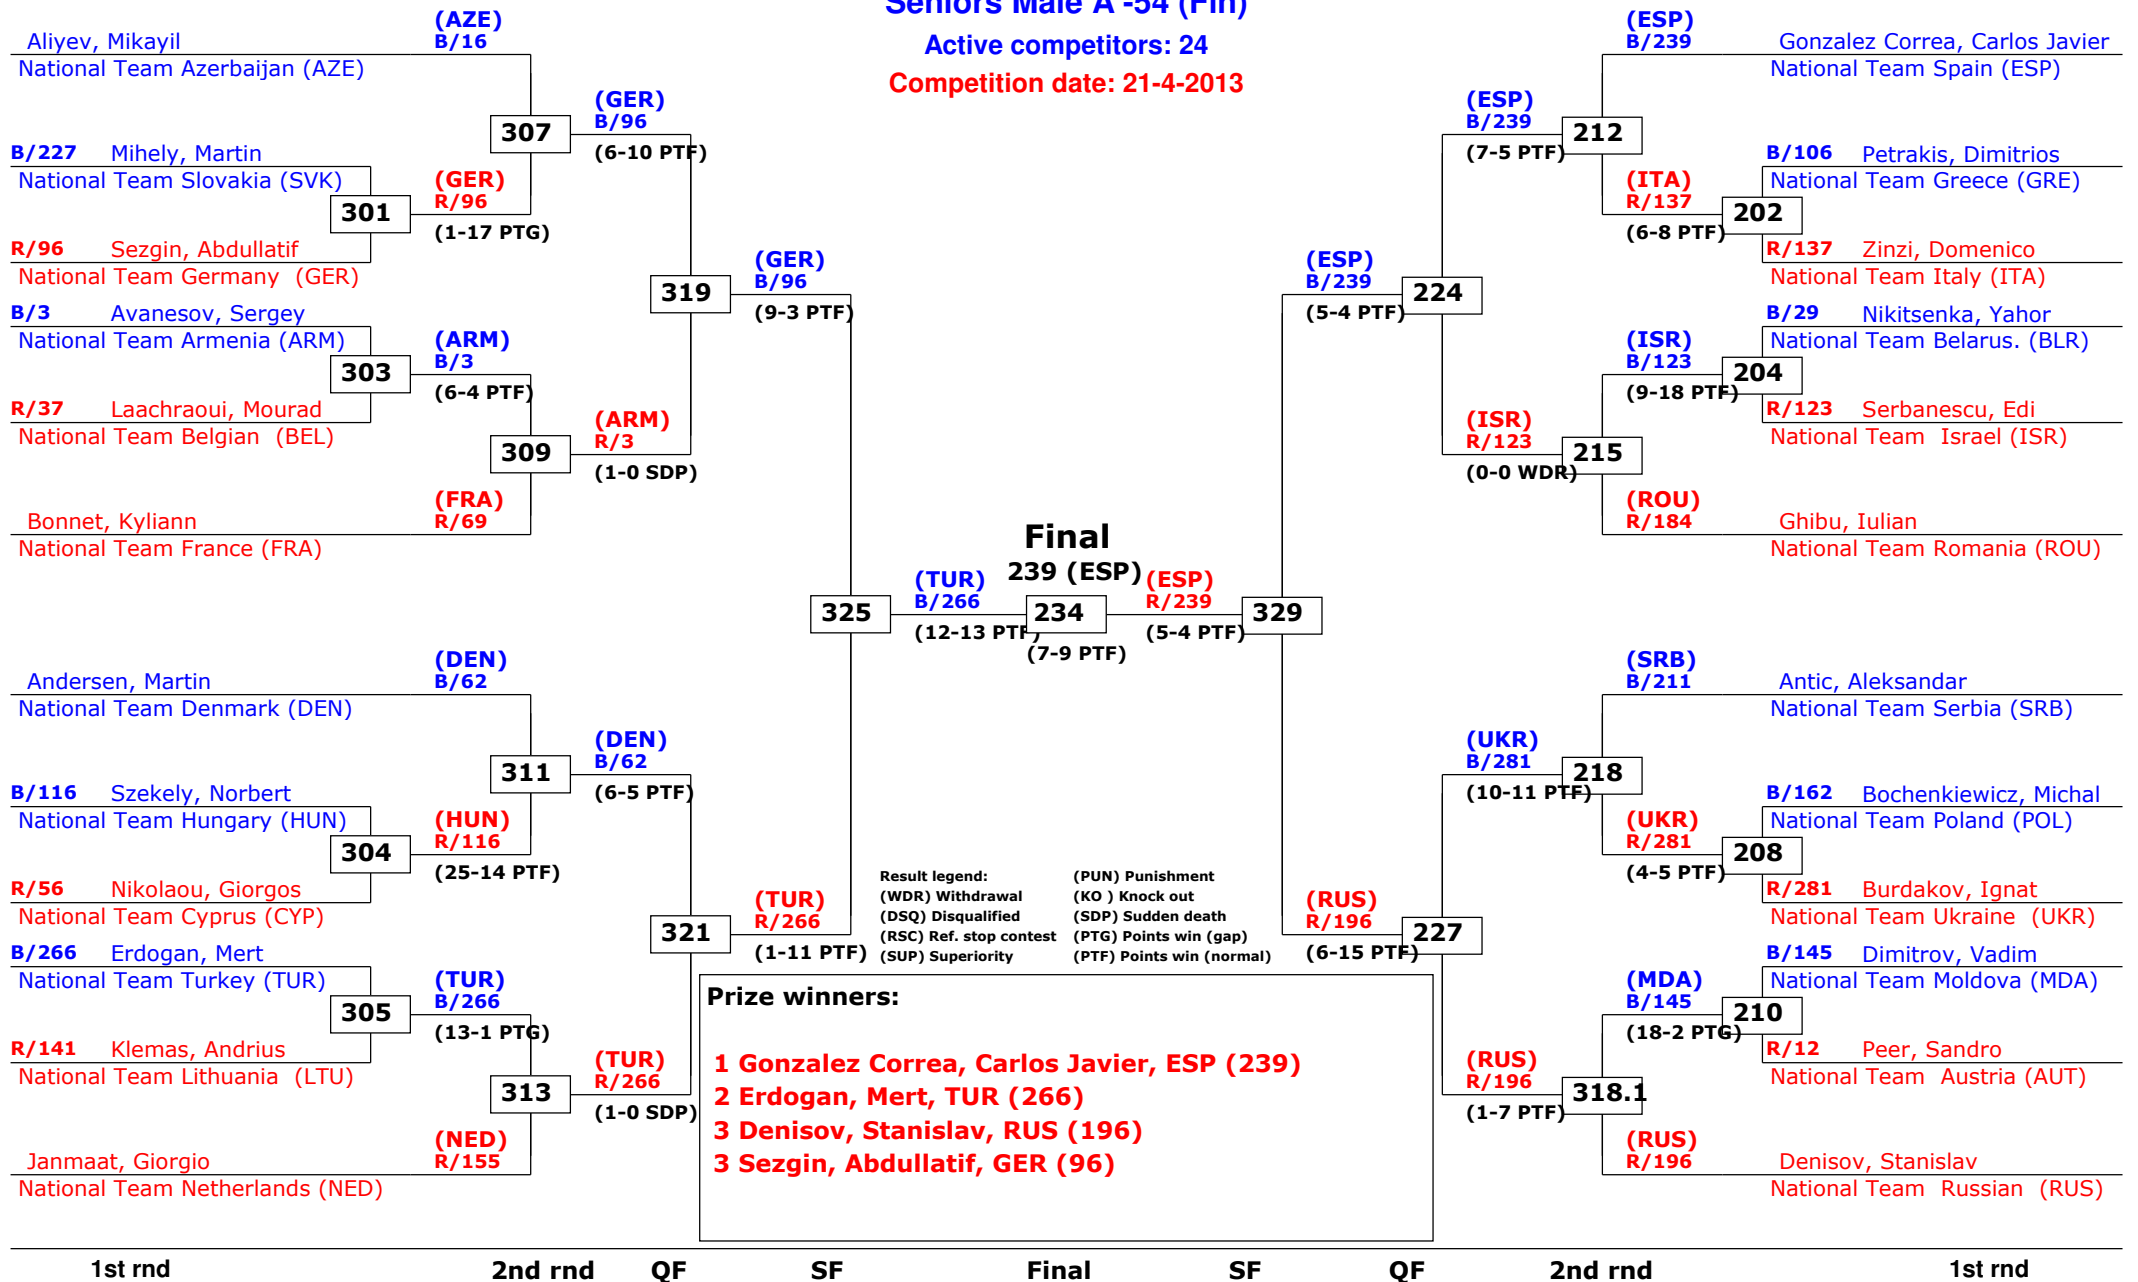 Seniors Male A -54 (Fin)
Active competitors: 24
Competition date: 21-4-2013
Aliyev, Mikayil
National Team Azerbaijan (AZE)
(AZE)
B/16
B/227 Mihely, Martin
National Team Slovakia (SVK)
301
R/96 Sezgin, Abdullatif
National Team Germany (GER)
(GER)
R/96
(1-17 PTG)
307
(GER)
B/96
(6-10 PTF)
B/3 Avanesov, Sergey
National Team Armenia (ARM)
303
R/37 Laachraoui, Mourad
National Team Belgian (BEL)
(ARM)
B/3
(6-4 PTF)
309
(ARM)
R/3
(1-0 SDP)
Bonnet, Kyliann
National Team France (FRA)
(FRA)
R/69
319
(GER)
B/96
(9-3 PTF)
Andersen, Martin
National Team Denmark (DEN)
(DEN)
B/62
B/116 Szekely, Norbert
National Team Hungary (HUN)
304
R/56 Nikolaou, Giorgos
National Team Cyprus (CYP)
(HUN)
R/116
(25-14 PTF)
311
(DEN)
B/62
(6-5 PTF)
B/266 Erdogan, Mert
National Team Turkey (TUR)
305
R/141 Klemas, Andrius
National Team Lithuania (LTU)
(TUR)
B/266
(13-1 PTG)
313
(TUR)
R/266
(1-0 SDP)
Janmaat, Giorgio
National Team Netherlands (NED)
(NED)
R/155
321
(TUR)
R/266
(1-11 PTF)
325
(TUR)
B/266
(12-13 PTF)
Final
239 (ESP)
234
(7-9 PTF)
(ESP)
R/239
(5-4 PTF)
329
(ESP)
B/239
(5-4 PTF)
224
(ESP)
B/239
(7-5 PTF)
212
(ESP)
B/239
Gonzalez Correa, Carlos Javier
National Team Spain (ESP)
(ITA)
R/137
(6-8 PTF)
202
B/106 Petrakis, Dimitrios
National Team Greece (GRE)
R/137 Zinzi, Domenico
National Team Italy (ITA)
B/29 Nikitsenka, Yahor
National Team Belarus. (BLR)
(ISR)
B/123
(9-18 PTF)
204
R/123 Serbanescu, Edi
National Team Israel (ISR)
(ISR)
R/123
(0-0 WDR)
215
(ROU)
R/184
Ghibu, Iulian
National Team Romania (ROU)
(SRB)
B/211
Antic, Aleksandar
National Team Serbia (SRB)
(UKR)
B/281
(10-11 PTF)
218
(UKR)
R/281
(4-5 PTF)
208
B/162 Bochenkiewicz, Michal
National Team Poland (POL)
R/281 Burdakov, Ignat
National Team Ukraine (UKR)
(RUS)
R/196
(6-15 PTF)
227
B/145 Dimitrov, Vadim
National Team Moldova (MDA)
(MDA)
B/145
(18-2 PTG)
210
R/12 Peer, Sandro
National Team Austria (AUT)
(RUS)
R/196
(1-7 PTF)
318.1
(RUS)
R/196
Denisov, Stanislav
National Team Russian (RUS)
Result legend: (PUN) Punishment
(WDR) Withdrawal (KO ) Knock out
(DSQ) Disqualified (SDP) Sudden death
(RSC) Ref. stop contest (PTG) Points win (gap)
(SUP) Superiority (PTF) Points win (normal)
Prize winners:
1 Gonzalez Correa, Carlos Javier, ESP (239)
2 Erdogan, Mert, TUR (266)
3 Denisov, Stanislav, RUS (196)
3 Sezgin, Abdullatif, GER (96)
1st rnd 2nd rnd QF SF Final SF QF 2nd rnd 1st rnd